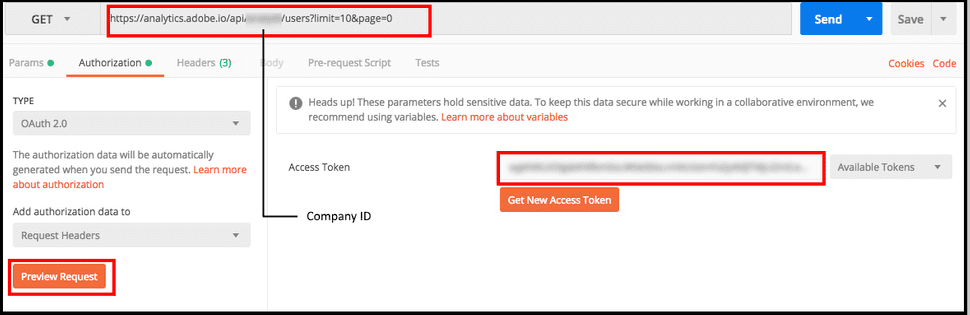 GET
https://analytics.adobe.io/api/ /users?limit=10&page=0
Send
Save
Params
Authorization
Headers (3)
Body
Pre-request Script
Tests
Cookies
Code
TYPE
OAuth 2.0
The authorization data will be automatically
generated when you send the request. Learn more
about authorization
Add authorization data to
Request Headers
Preview Request
Heads up! These parameters hold sensitive data. To keep this data secure while working in a collaborative environment, we
recommend using variables. Learn more about variables
Access Token
Available Tokens
Get New Access Token
Company ID